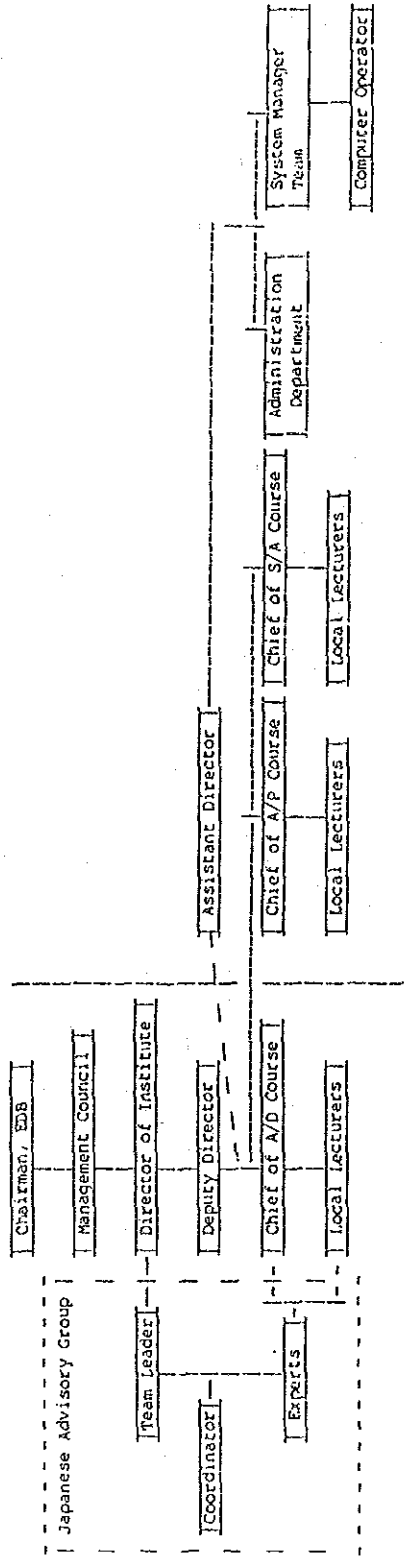 Japanese Advisory Group
Team Leader
Coordinator
Experts
Chairman, EDB
Management Council
Director of Institute
Deputy Director
Assistant Director
Chief of A/D Course
Chief of A/P Course
Chief of S/A Course
Administration
Department
System Manager
Team
Local Lecturers
Local Lecturers
Local Lecturers
Computer Operator